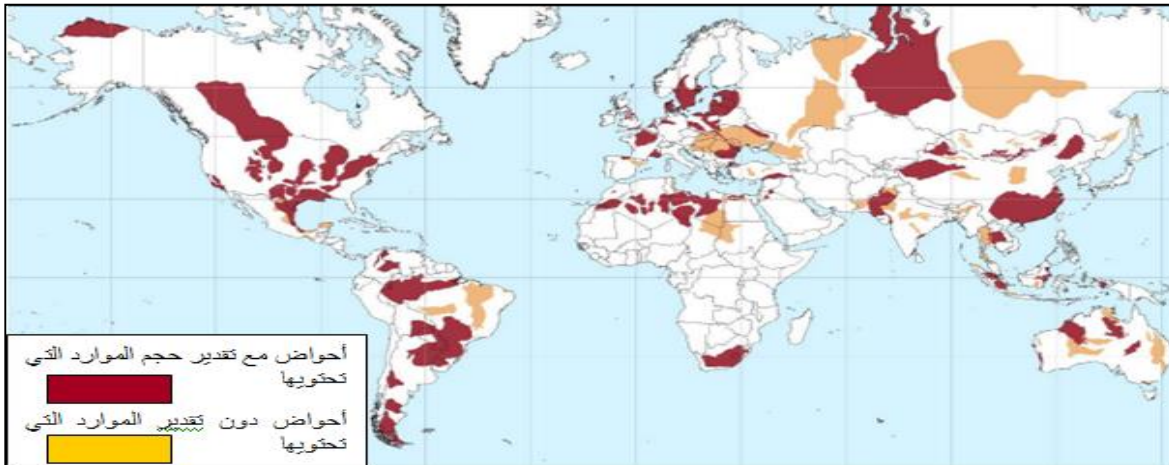 أحواض مع تقدير حجم الموارد التي
تحتويها
أحواض دون تقدير الموارد التي
تحتويها